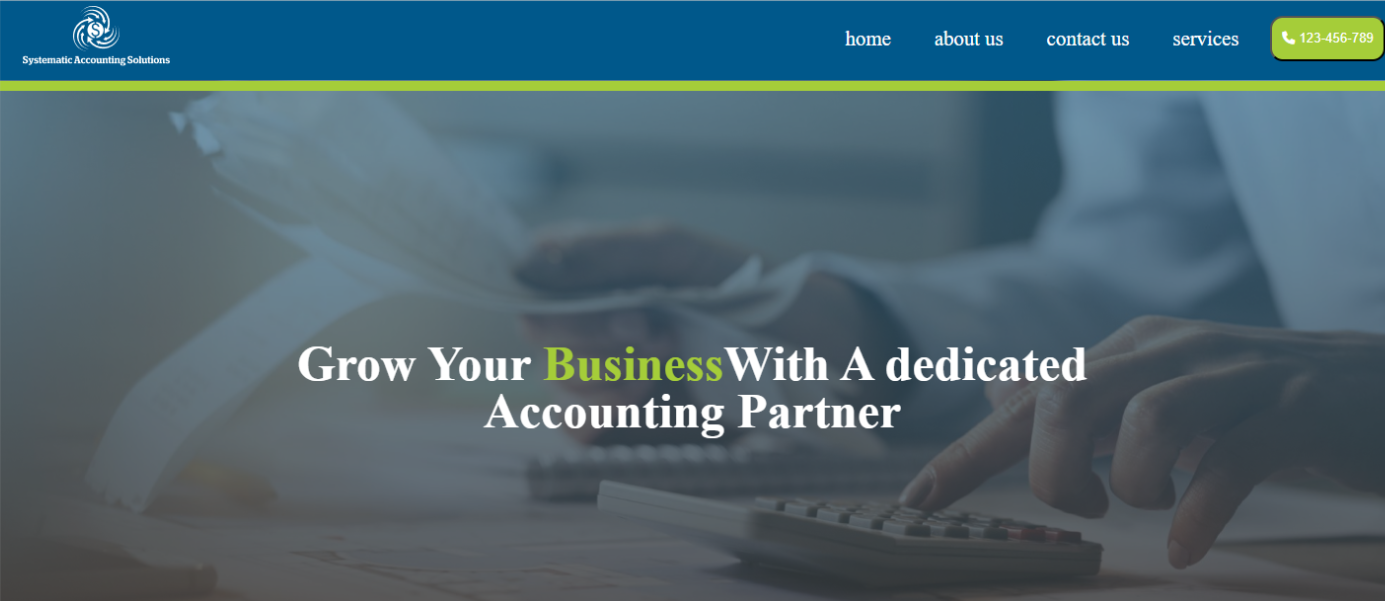 Systematic Accounting Solutions
home about us contact us services 123-456-789
Grow Your BusinessWith A dedicated
Accounting Partner